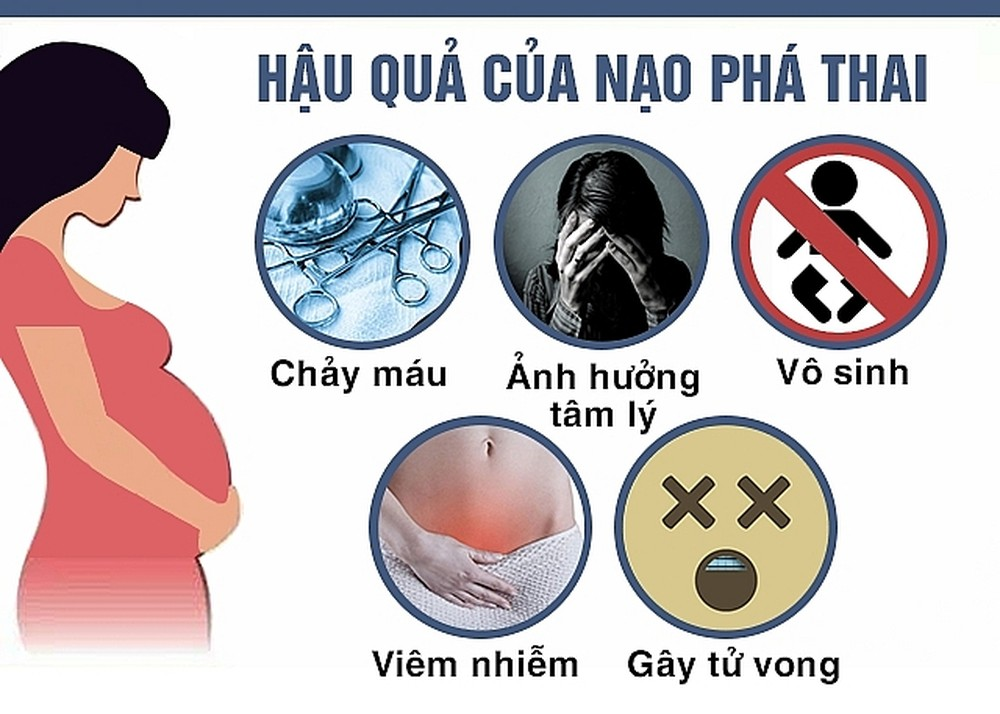 HẬU QUẢ CỦA NẠO PHÁ THAI
Chảy máu
Ảnh hưởng
tâm lý
Vô sinh
Viêm nhiễm
Gây tử vong